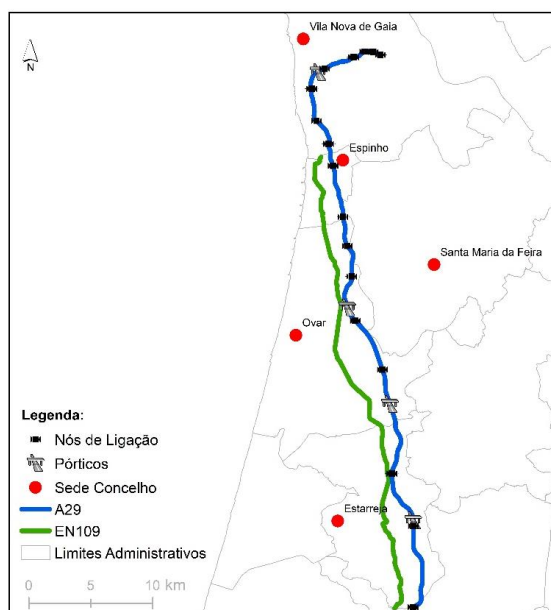 Vila Nova de Gaia
N
Espinho
Santa Maria da Feira
Ovar
Legenda:
Nós de Ligação
Pórticos
Sede Concelho
A29
EN109
Limites Administrativos
Estarreja
0 5 10 km